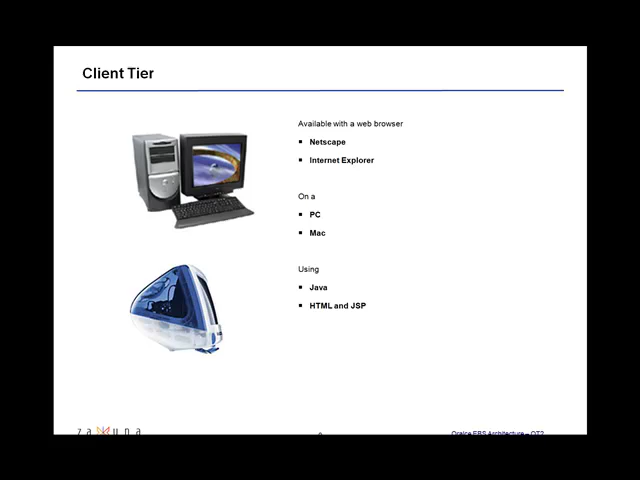 Client Tier
Available with a web browser
Netscape
Internet Explorer
On a
PC
Mac
Using
Java
HTML and JSP